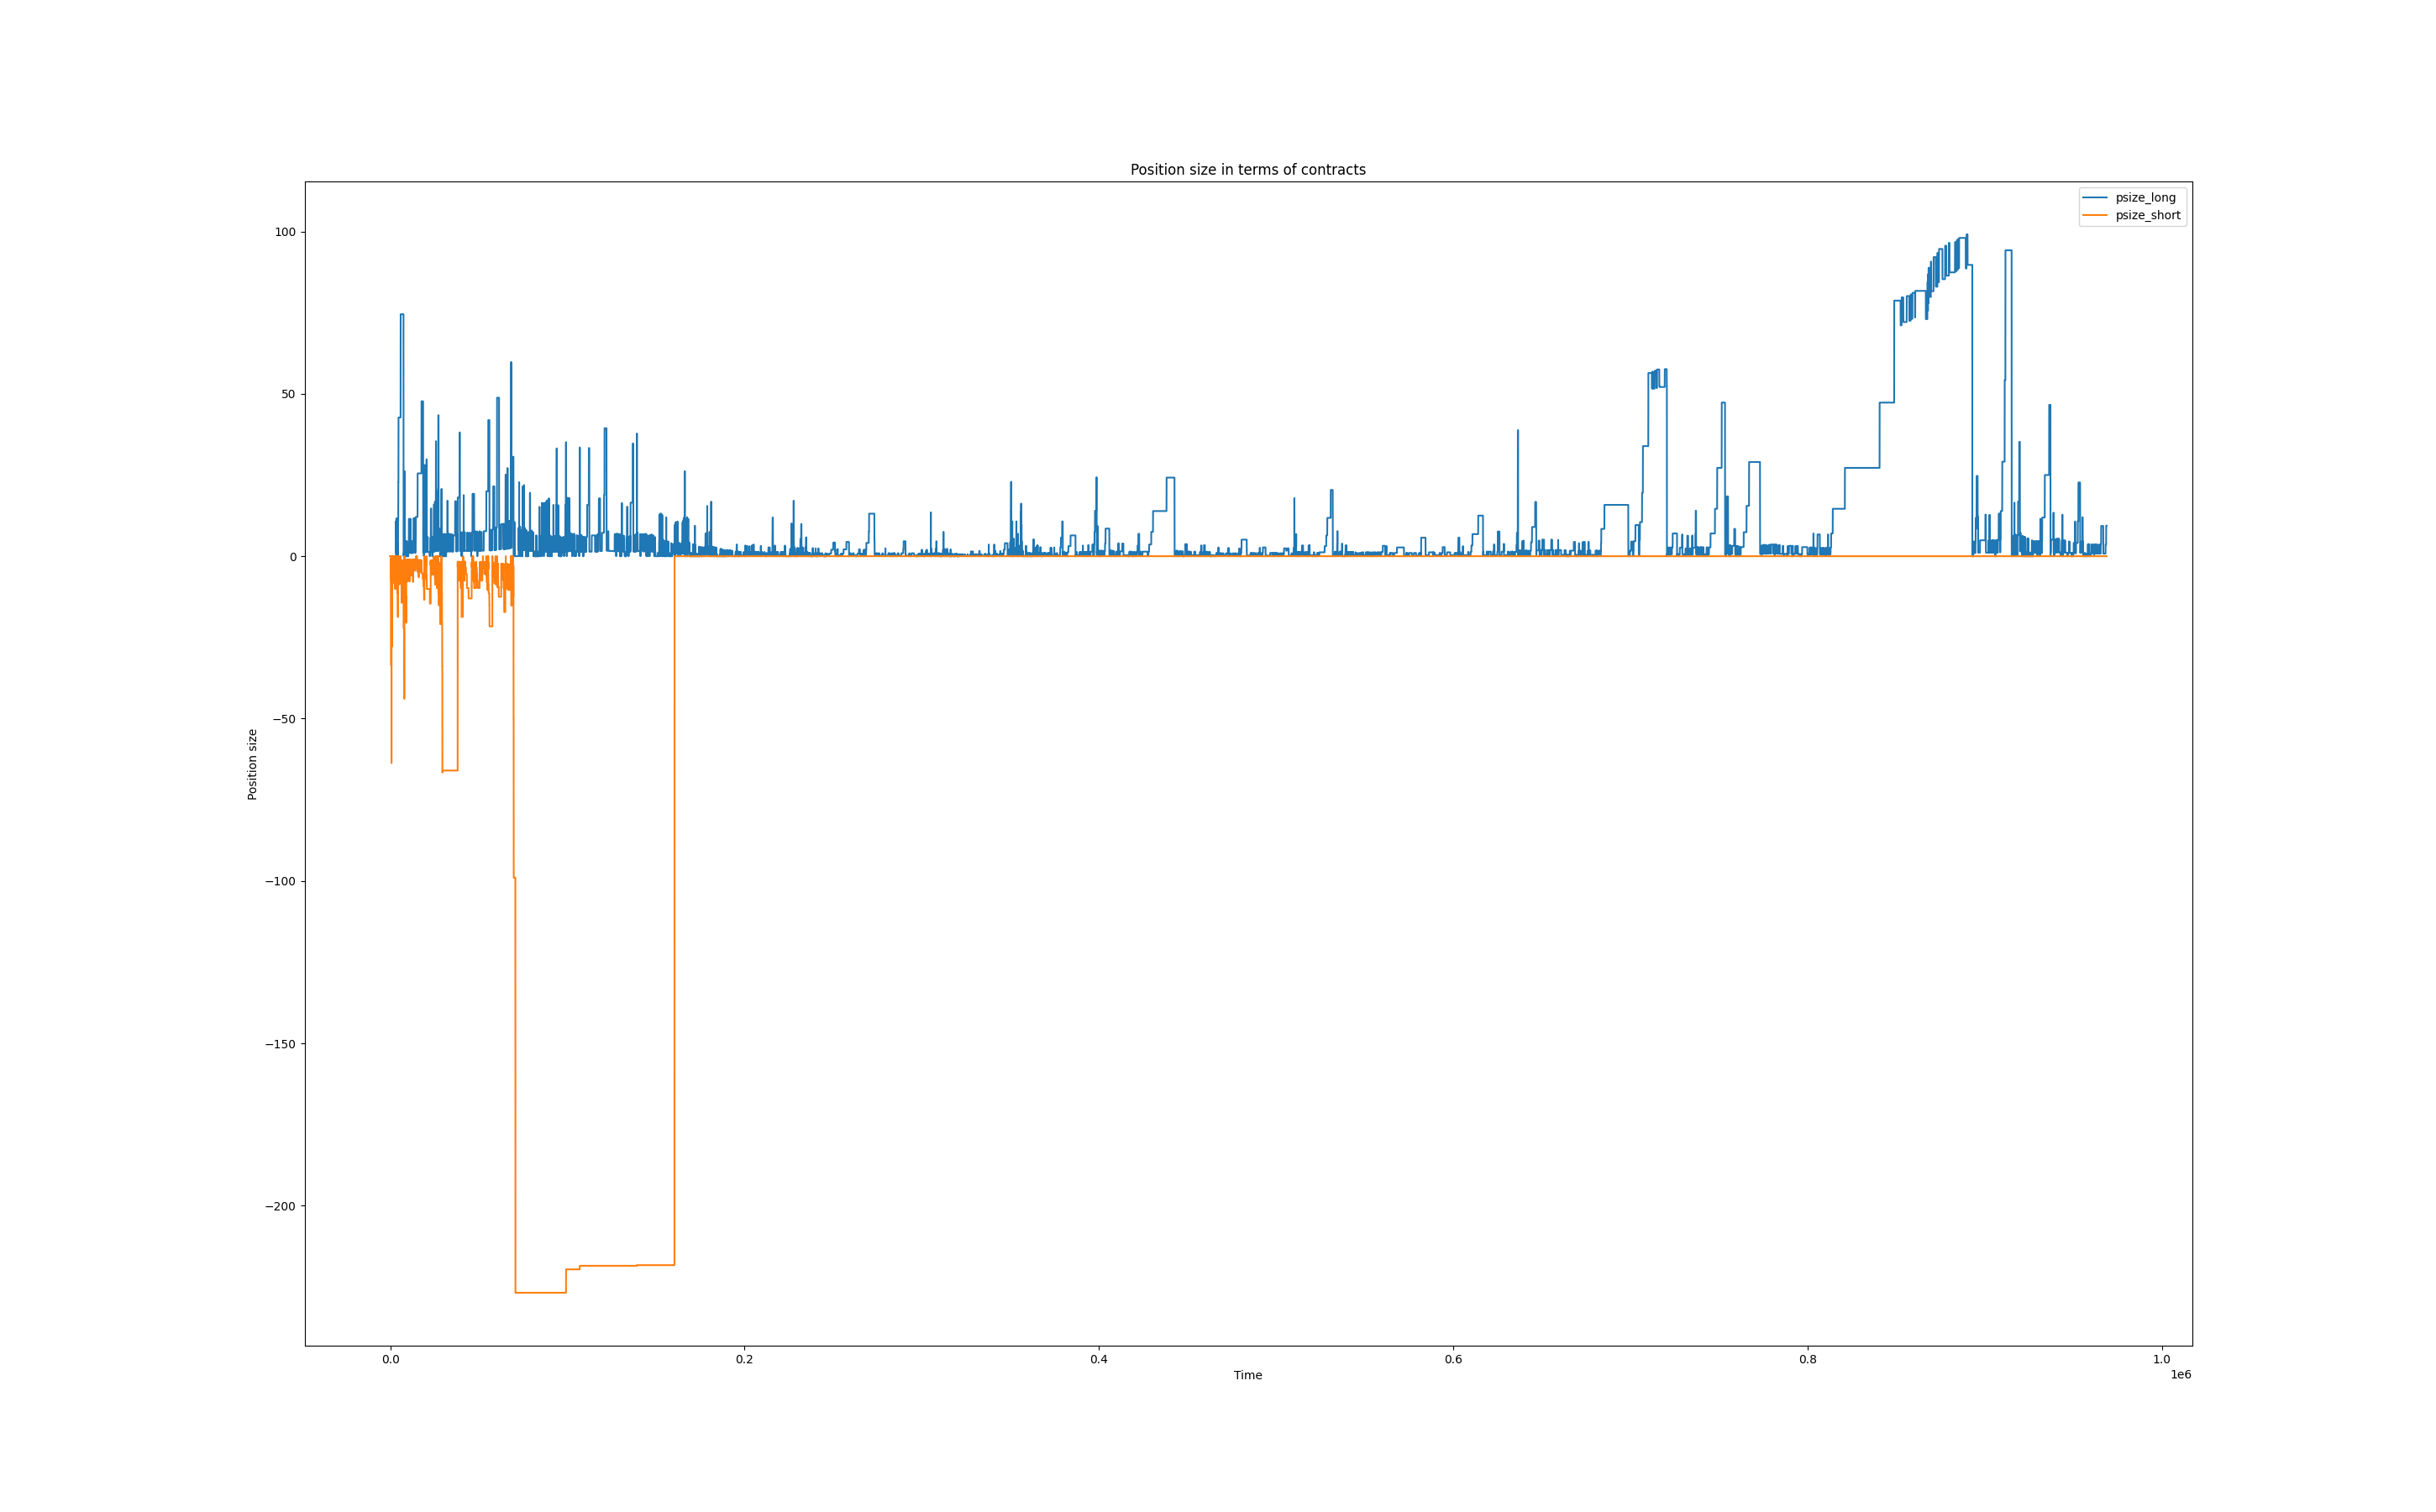 Position size in terms of contracts
psize_long
psize_short
100
50
0
−50
−100
−150
−200
Position size
0.0
0.2
0.4
0.6
0.8
1.0
1e6
Time